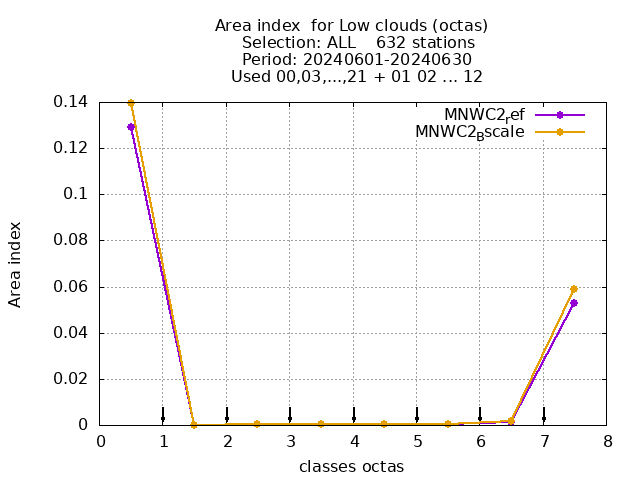 Area index  for Low clouds (octas)
Selection: ALL    632 stations
Period: 20240601-20240630
Used 00,03,...,21 + 01 02 ... 12
MNWC2ref
MNWC2Bscale
0.14
0.12
0.1
0.08
0.06
0.04
0.02
0
Area index
0 1 2 3 4 5 6 7 8
classes octas